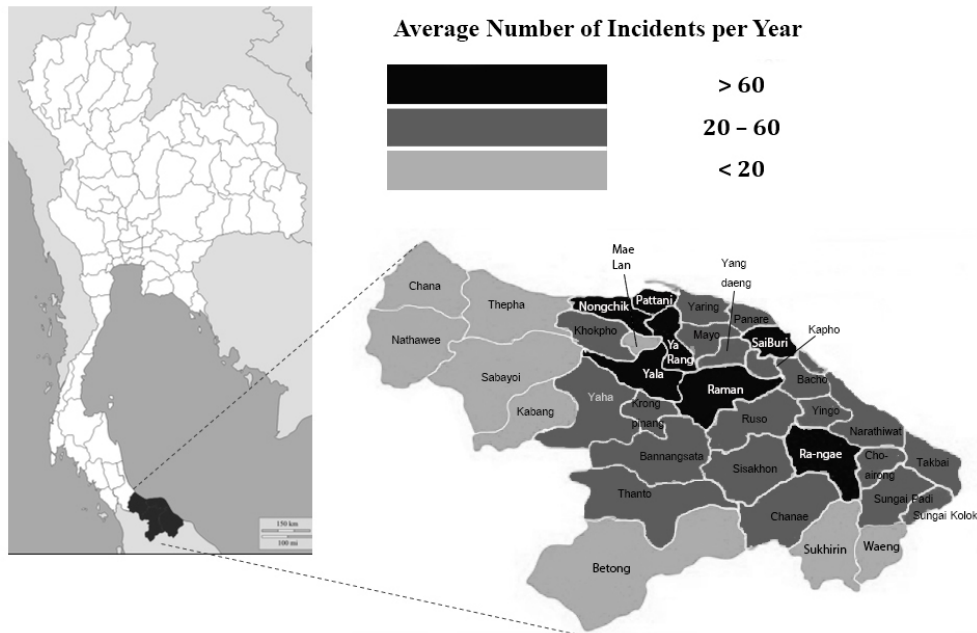 Average Number of Incidents per Year
> 60
20 – 60
< 20
150 km
100 mi
Mae
Lan
Yang
daeng
Chana
Thepha
Nongchik
Pattani
Yaring
Panare
Kapho
Nathawee
Khokpho
Mayo
SaiBuri
Ya
Rang
Sabayoi
Yala
Raman
Bacho
Kabang
Yaha
Krong
pinang
Ruso
Yingo
Narathiwat
Bannangsata
Sisakhon
Ra-ngae
Cho-
airong
Takbai
Thanto
Chanae
Sungai Padi
Sungai Kolok
Betong
Sukhirin
Waeng